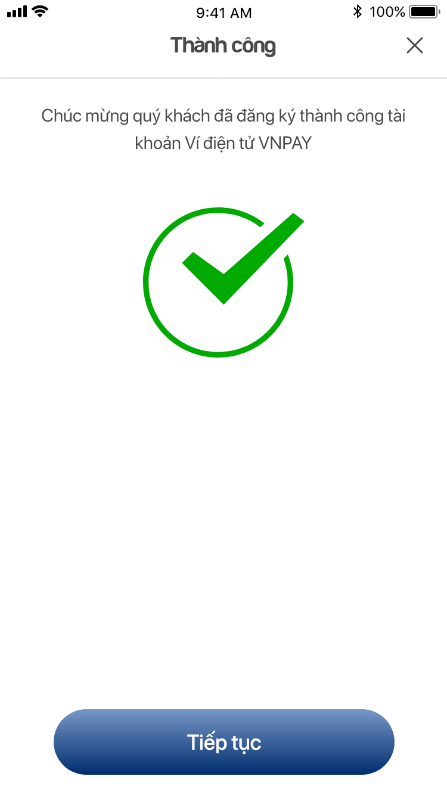 9:41 AM
100%
Thành công
Chúc mừng quý khách đã đăng ký thành công tài
khoản Ví điện tử VNPAY
Tiếp tục